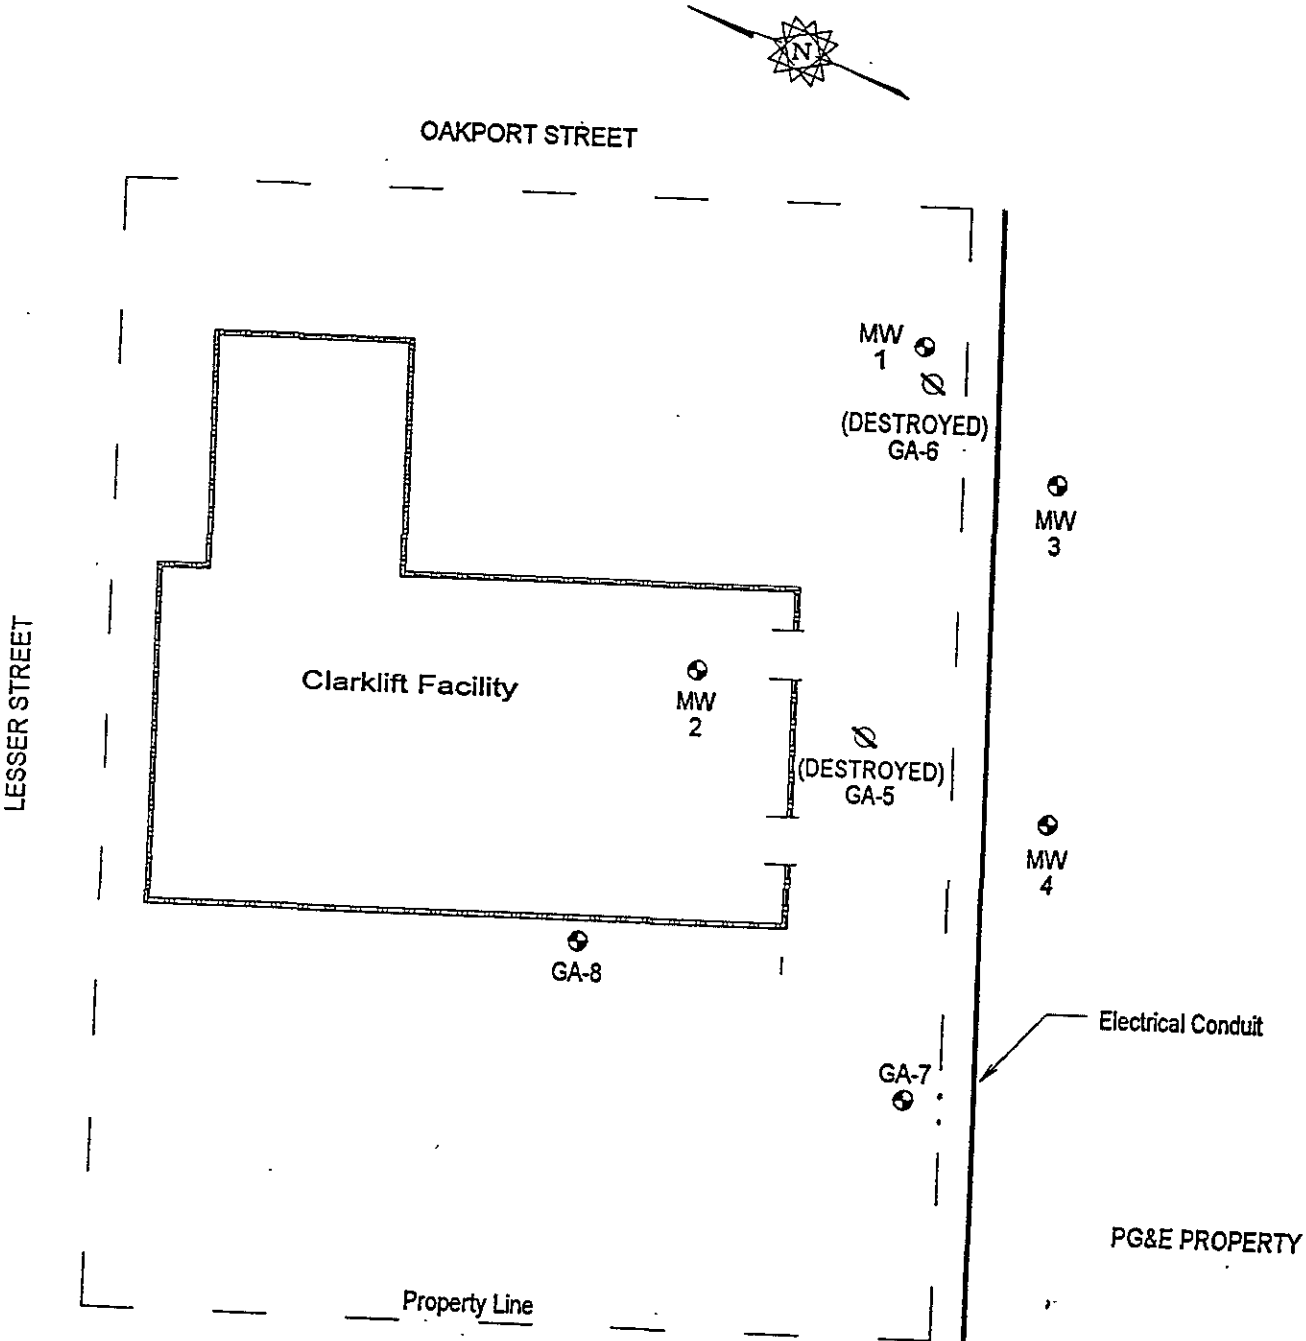 N
OAKPORT STREET
MW
1
(DESTROYED)
GA-6
MW
3
LESSER STREET
Clarklift Facility
MW
2
(DESTROYED)
GA-5
MW
4
GA-8
Electrical Conduit
GA-7
PG&E PROPERTY
Property Line